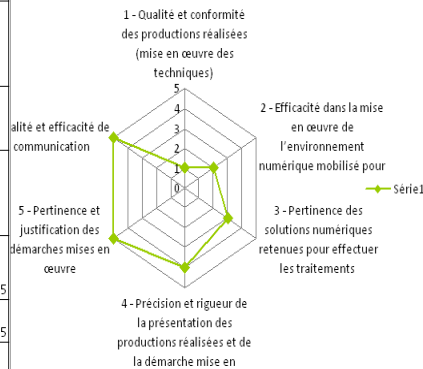 1 - Qualité et conformité
des productions réalisées
(mise en œuvre des
techniques)
5
4
3
2
1
0
2 - Efficacité dans la mise
en œuvre de
l'environnement
numérique mobilisé pour
3 - Pertinence des
solutions numériques
retenues pour effectuer
les traitements
4 - Précision et rigueur de
la présentation des
productions réalisées et de
la démarche mise en
5 - Pertinence et
justification des
démarches mises en
œuvre
alité et efficacité de
communication
Série1
5
5